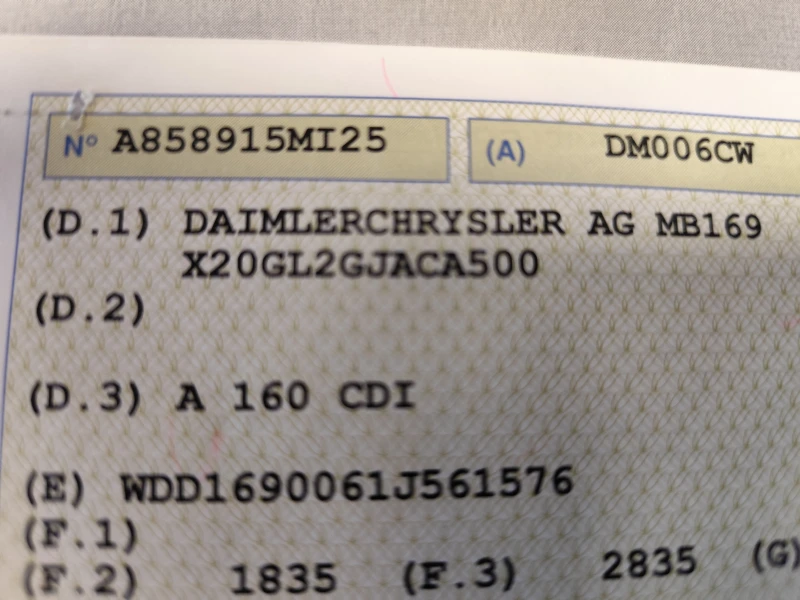 N° A858915MI25 (A) DM006CW
(D.1) DAIMLERCHRYSLER AG MB169
X20GL2GJACA500
(D.2)
(D.3) A 160 CDI
(E) WDD1690061J561576
(F.1)
(F.2) 1835 (F.3) 2835 (G)